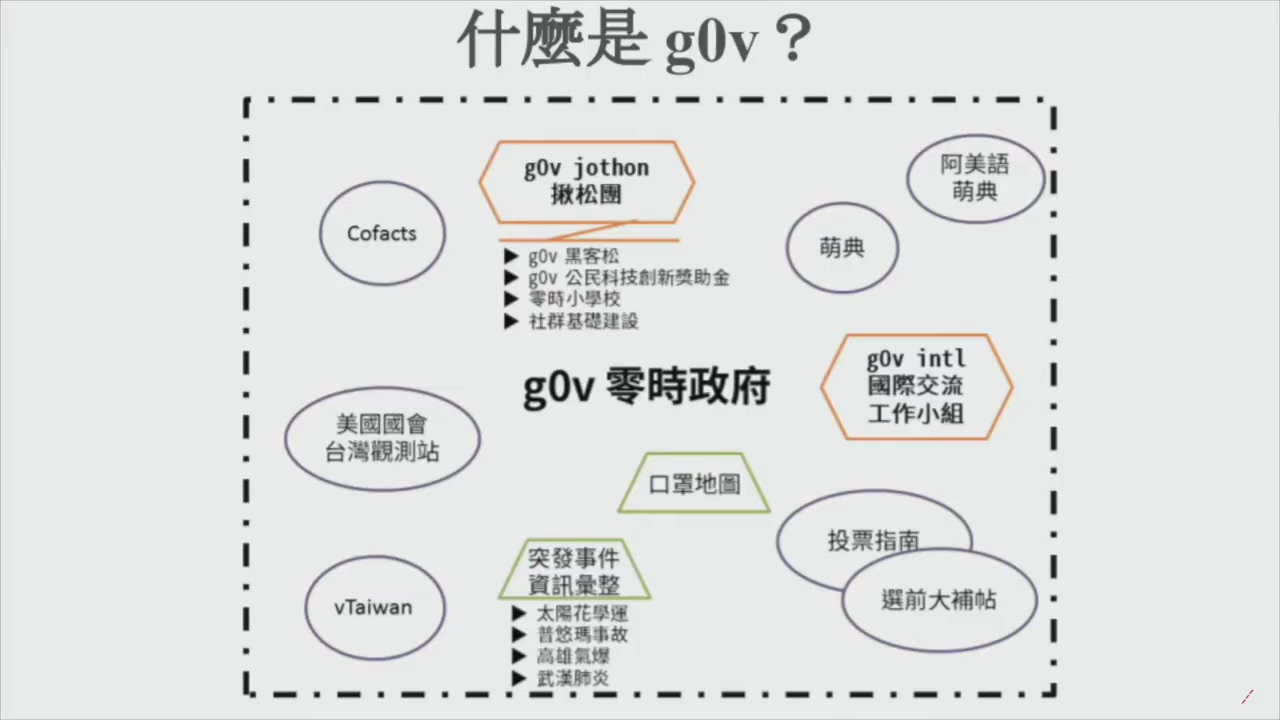 什麼是 g0v？
阿美語
萌典
g0v jothon
揪松團
Cofacts
萌典
▶ g0v 黑客松
▶ g0v 公民科技創新獎助金
▶ 零時小學校
▶ 社群基礎建設
g0v intl
國際交流
工作小組
g0v 零時政府
美國國會
台灣觀測站
口罩地圖
投票指南
突發事件
資訊彙整
選前大補帖
vTaiwan
▶ 太陽花學運
▶ 普悠瑪事故
▶ 高雄氣爆
▶ 武漢肺炎